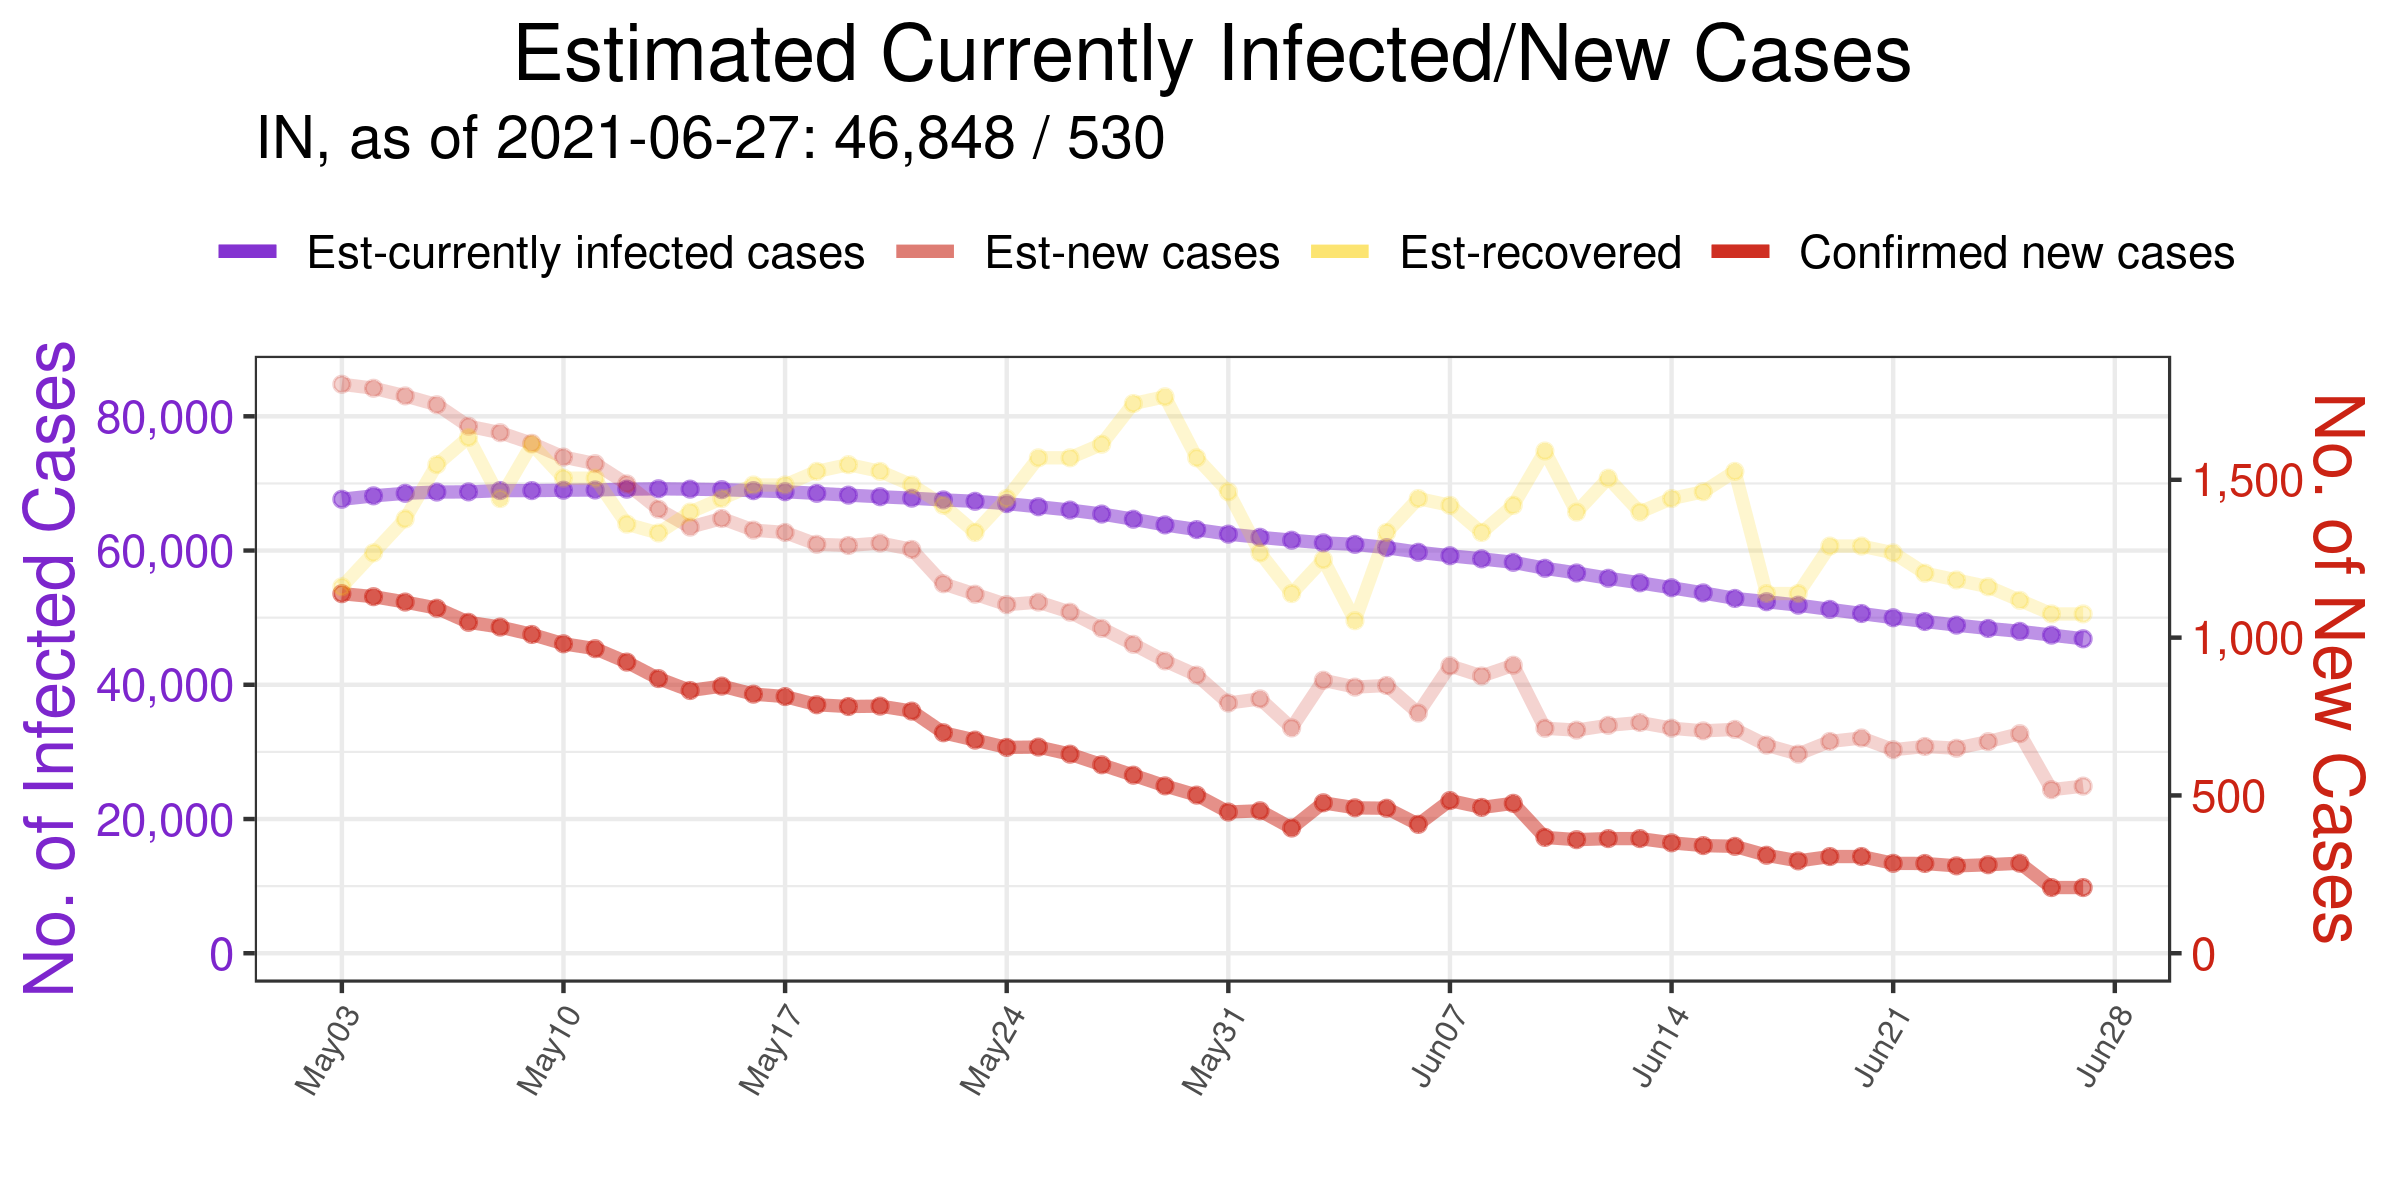 Estimated Currently Infected/New Cases
IN, as of 2021-06-27: 46,848 / 530
Est-currently infected cases Est-new cases Est-recovered Confirmed new cases
No. of Infected Cases
80,000
60,000
40,000
20,000
0
No. of New Cases
1,500
1,000
500
0
May03 May10 May17 May24 May31 Jun07 Jun14 Jun21 Jun28